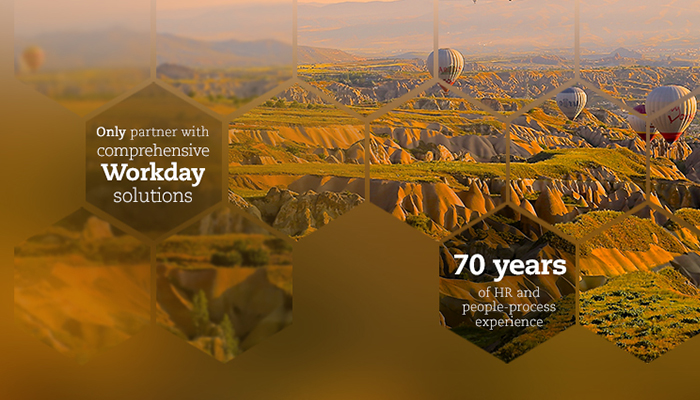 Only partner with
comprehensive
Workday
solutions
70 years
of HR and
people-process
experience